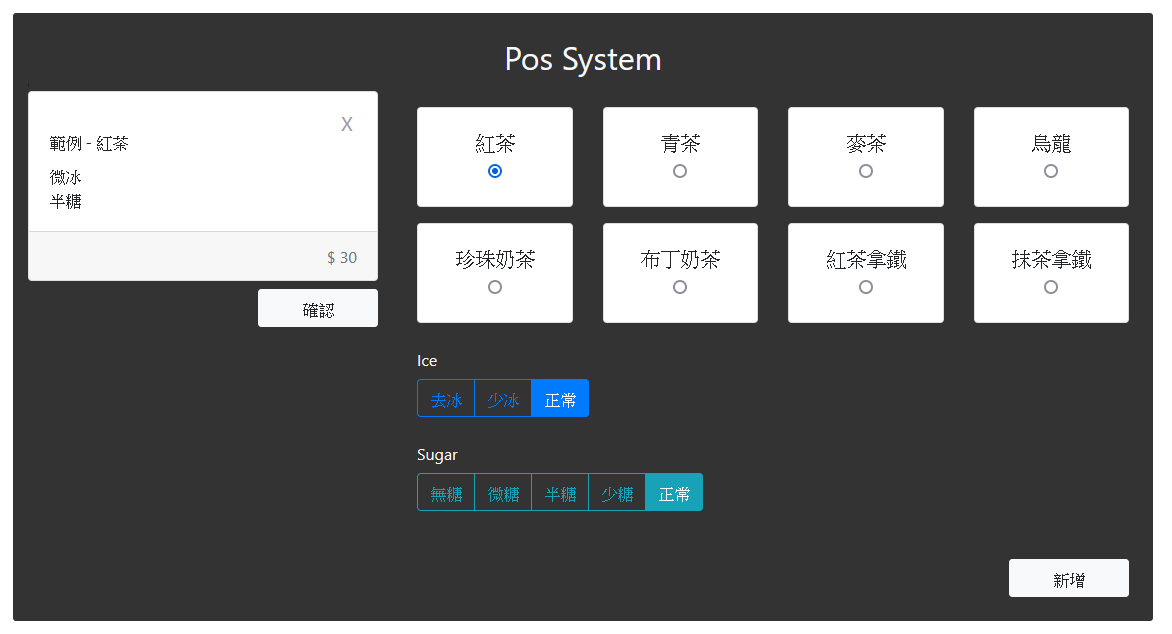 Pos System
X
範例 - 紅茶
微冰
半糖
$ 30
確認
紅茶 青茶 麥茶 烏龍
珍珠奶茶 布丁奶茶 紅茶拿鐵 抹茶拿鐵
Ice
去冰 少冰 正常
Sugar
無糖 微糖 半糖 少糖 正常
新增